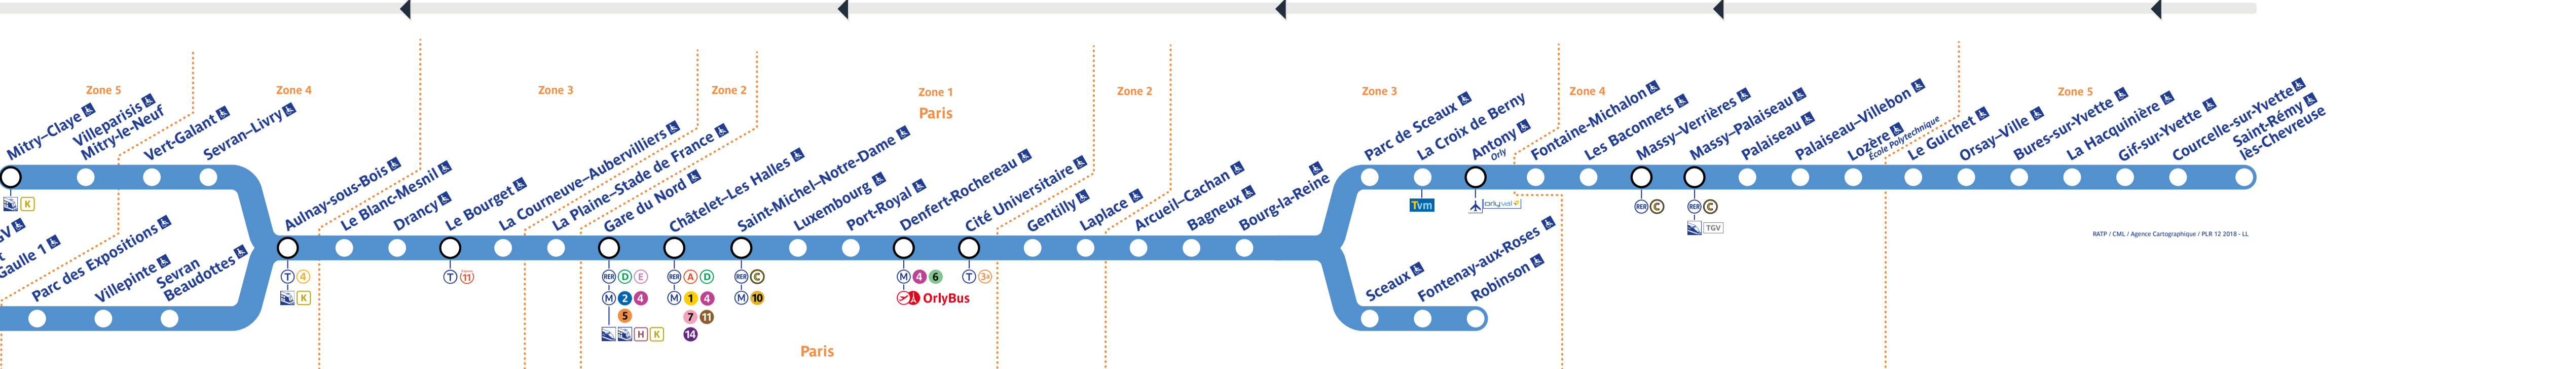 Zone 5
Zone 4
Zone 3
Zone 2
Zone 1
Paris
Zone 2
Zone 3
Zone 4
Zone 5
Mitry–Claye
Villeparisis
Mitry-le-Neuf
Vert-Galant
Sevran–Livry
K
Gaulle 1
Parc des Expositions
Villepinte
Sevran
Beaudottes
Aulnay-sous-Bois
T 4
K
Le Blanc-Mesnil
Drancy
Le Bourget
T 11
La Courneuve–Aubervilliers
La Plaine–Stade de France
Gare du Nord
RER D E
M 2 4
5
H K
Châtelet–Les Halles
RER A D
M 1 4
7 11
14
Saint-Michel–Notre-Dame
RER C
M 10
Luxembourg
Port-Royal
Denfert-Rochereau
M 4 6
OrlyBus
Cité Universitaire
T 3a
Gentilly
Laplace
Arcueil–Cachan
Bagneux
Bourg-la-Reine
Parc de Sceaux
La Croix de Berny
Tvm
Antony
Orly
orlyval
Fontaine-Michalon
Les Baconnets
Massy–Verrières
RER C
Massy–Palaiseau
RER C
TGV
Palaiseau
Palaiseau–Villebon
Lozère
École Polytechnique
Le Guichet
Orsay–Ville
Bures-sur-Yvette
La Hacquinière
Gif-sur-Yvette
Courcelle-sur-Yvette
Saint-Rémy
lès-Chevreuse
Sceaux
Fontenay-aux-Roses
Robinson
Paris
RATP / CML / Agence Cartographique / PLR 12 2018 - LL